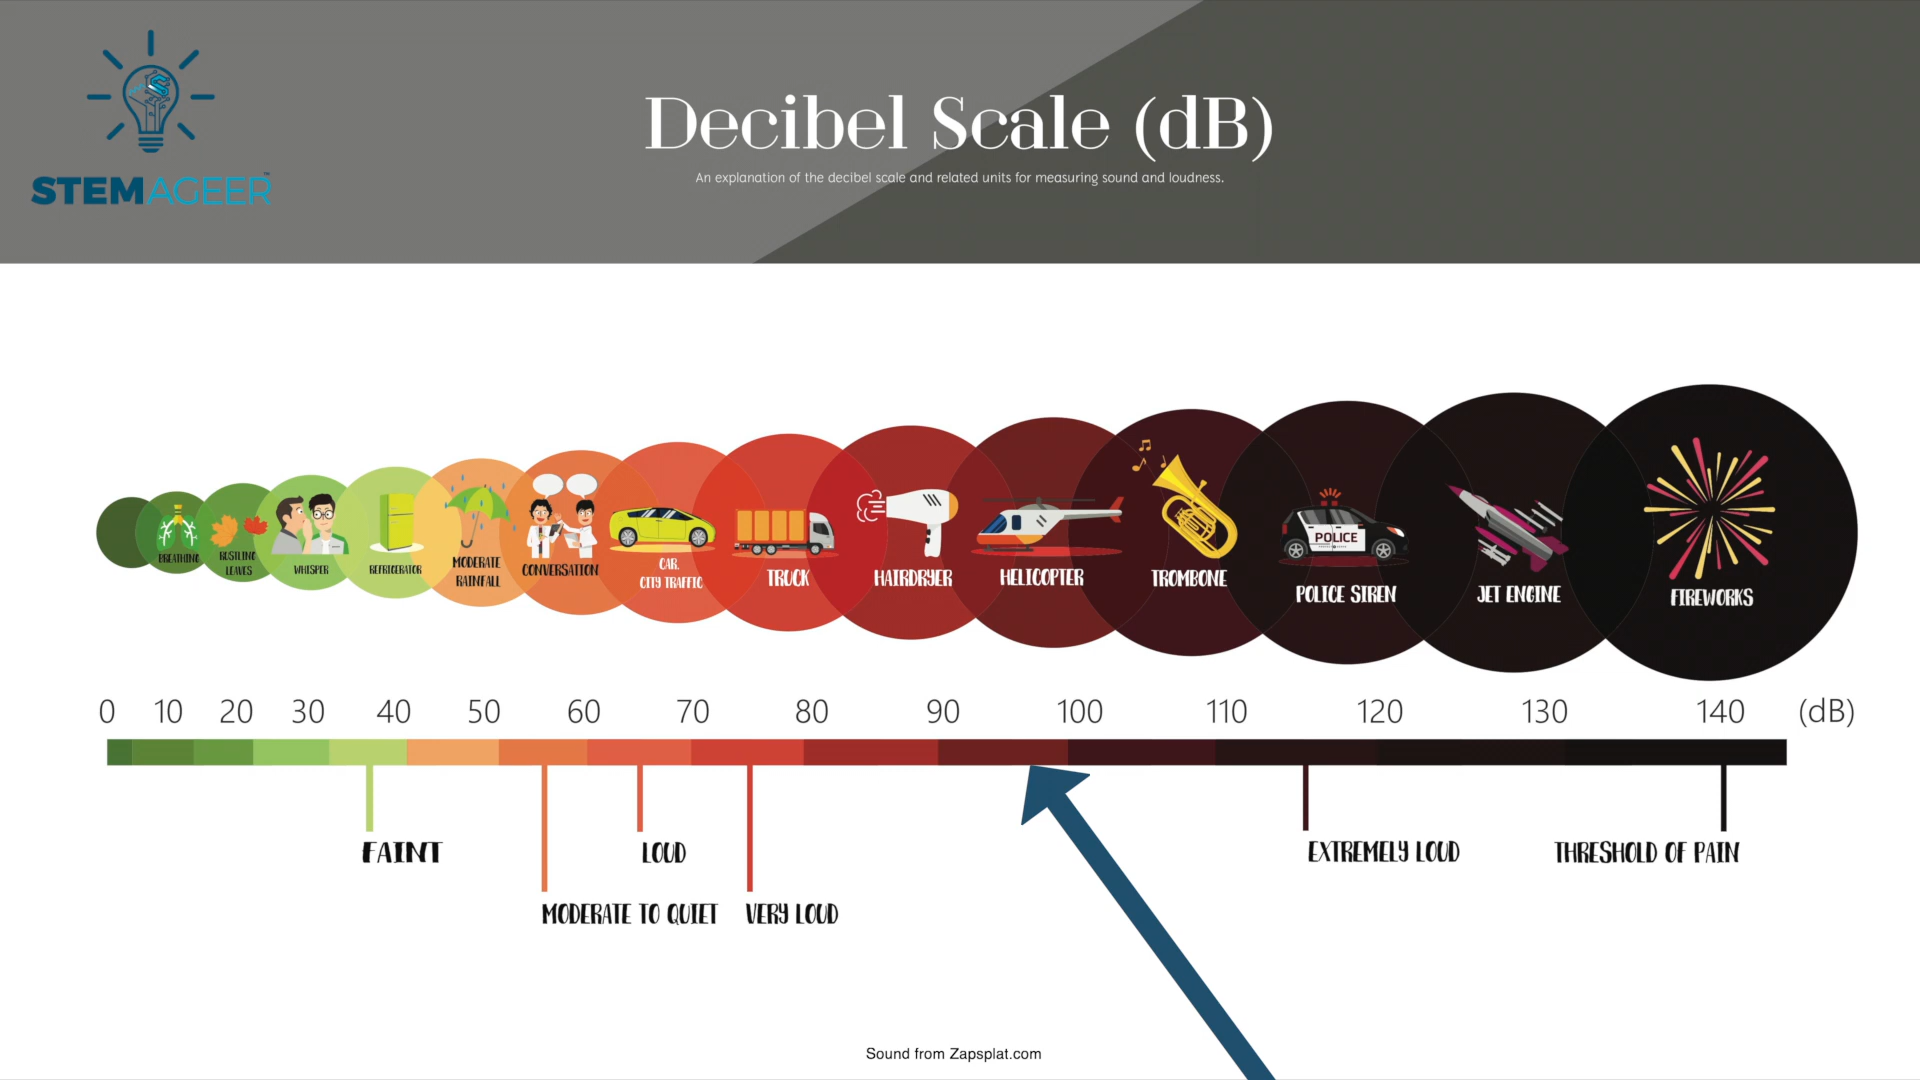 STEMAGEER™
Decibel Scale (dB)
An explanation of the decibel scale and related units for measuring sound and loudness.
BREATHING
RUSTLING
LEAVES
WHISPER
REFRIGERATOR
MODERATE
RAINFALL
CONVERSATION
CAR,
CITY TRAFFIC
TRUCK
HAIRDRYER
HELICOPTER
TROMBONE
POLICE
POLICE SIREN
JET ENGINE
FIREWORKS
0 10 20 30 40 50 60 70 80 90 100 110 120 130 140 (dB)
FAINT
LOUD
EXTREMELY LOUD
THRESHOLD OF PAIN
MODERATE TO QUIET
VERY LOUD
Sound from Zapsplat.com